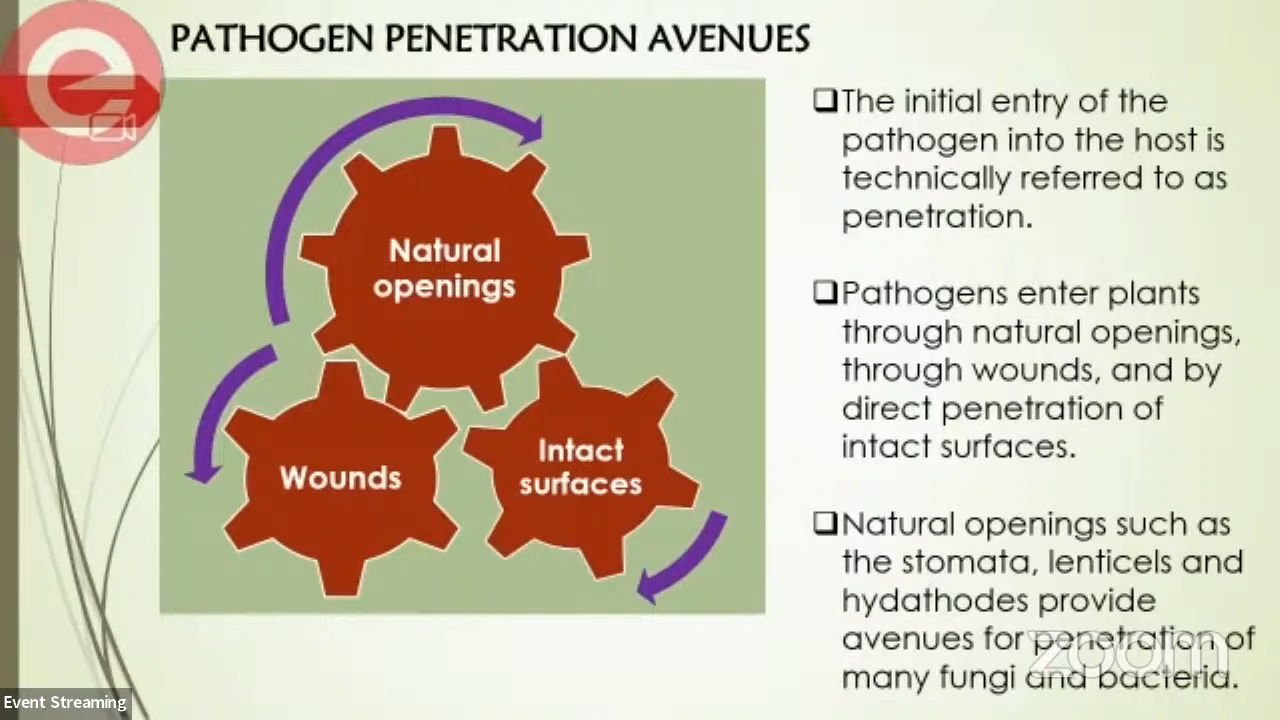 PATHOGEN PENETRATION AVENUES
Natural
openings
Wounds
Intact
surfaces
The initial entry of the
pathogen into the host is
technically referred to as
penetration.
Pathogens enter plants
through natural openings,
through wounds, and by
direct penetration of
intact surfaces.
Natural openings such as
the stomata, lenticels and
hydathodes provide
avenues for penetration of
many fungi and bacteria.
zoom
Event Streaming
e